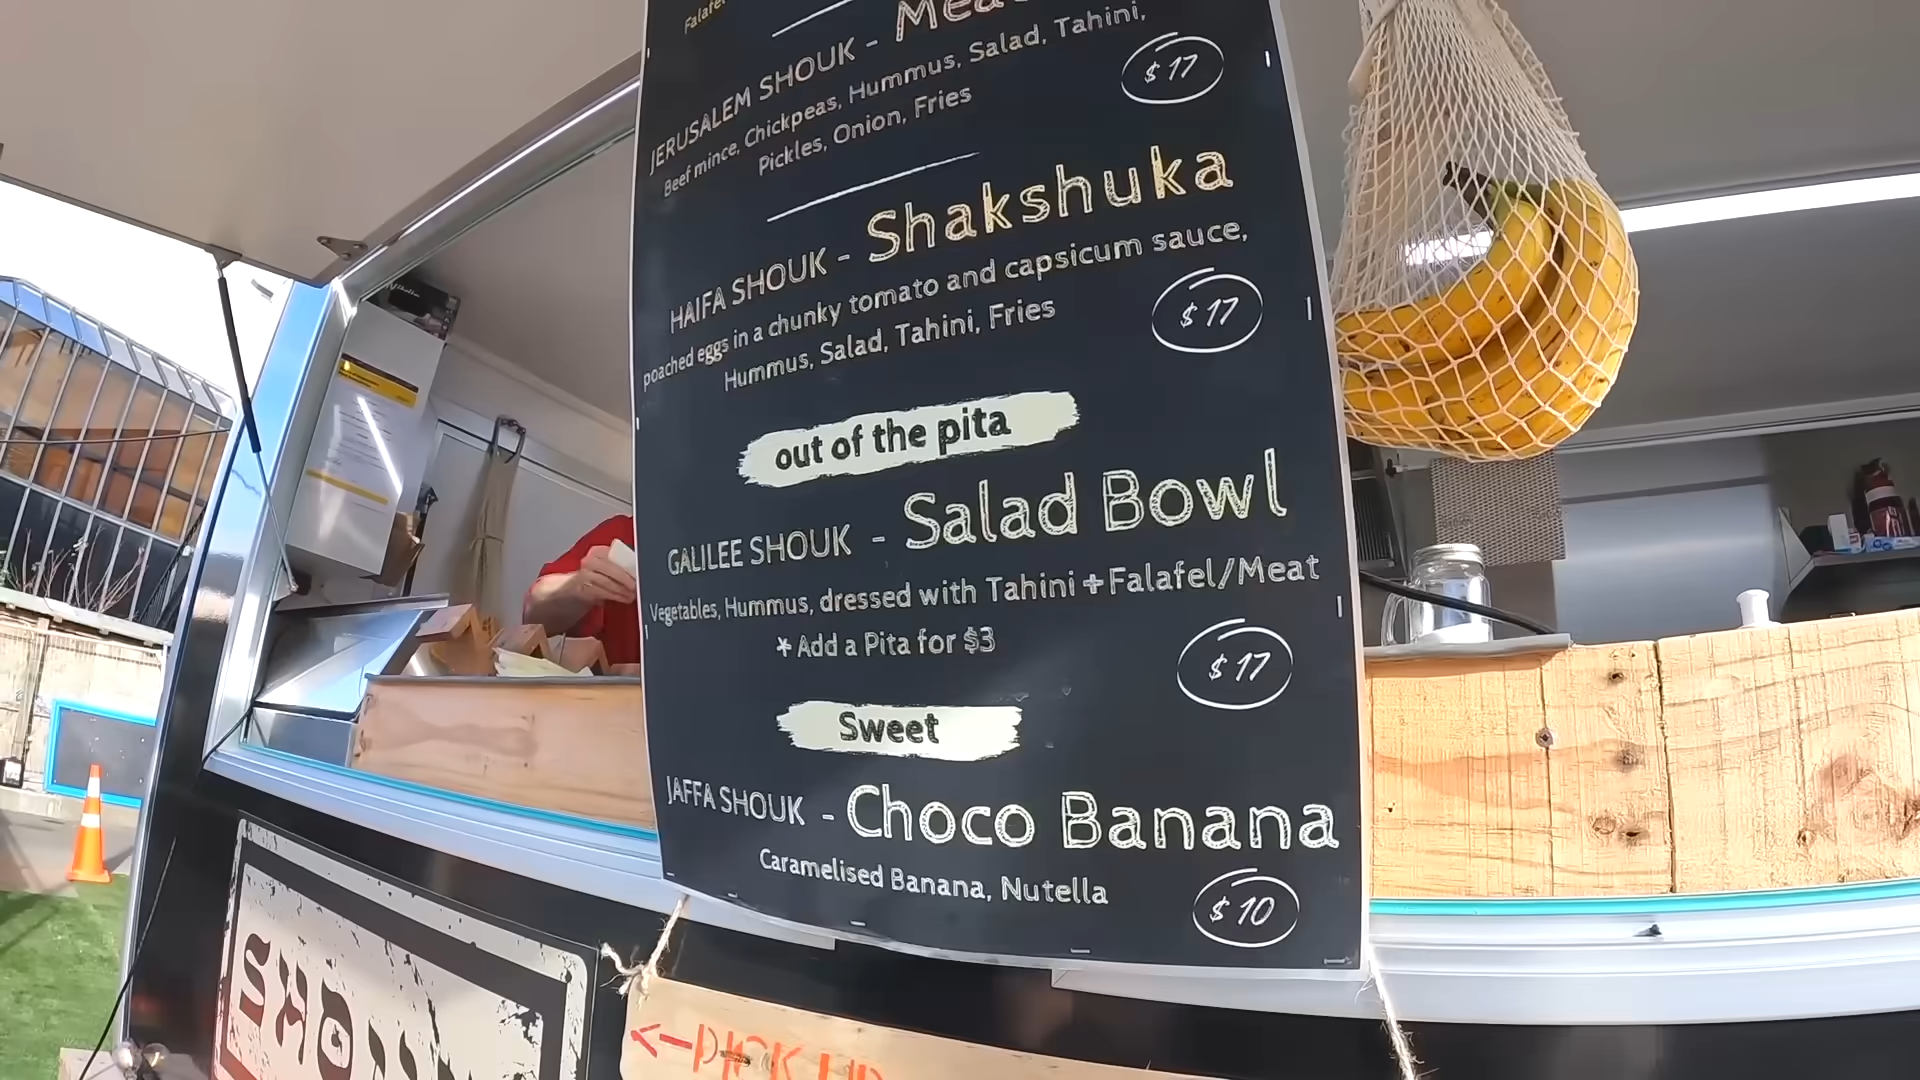 Falafel
JERUSALEM SHOUK - Meat
Beef mince, Chickpeas, Hummus, Salad, Tahini,
Pickles, Onion, Fries
$17
HAIFA SHOUK - Shakshuka
poached eggs in a chunky tomato and capsicum sauce,
Hummus, Salad, Tahini, Fries
$17
out of the pita
GALILEE SHOUK - Salad Bowl
Vegetables, Hummus, dressed with Tahini + Falafel/Meat
* Add a Pita for $3
$17
Sweet
JAFFA SHOUK - Choco Banana
Caramelised Banana, Nutella
$10
<--PICK UP